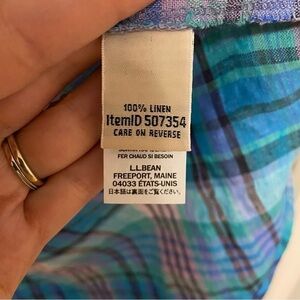 100% LINEN
ItemID 507354
CARE ON REVERSE
FER CHAUD SI BESOIN
L.L.BEAN
FREEPORT, MAINE
04033 ÉTATS-UNIS
日本語は裏面をご覧ください。